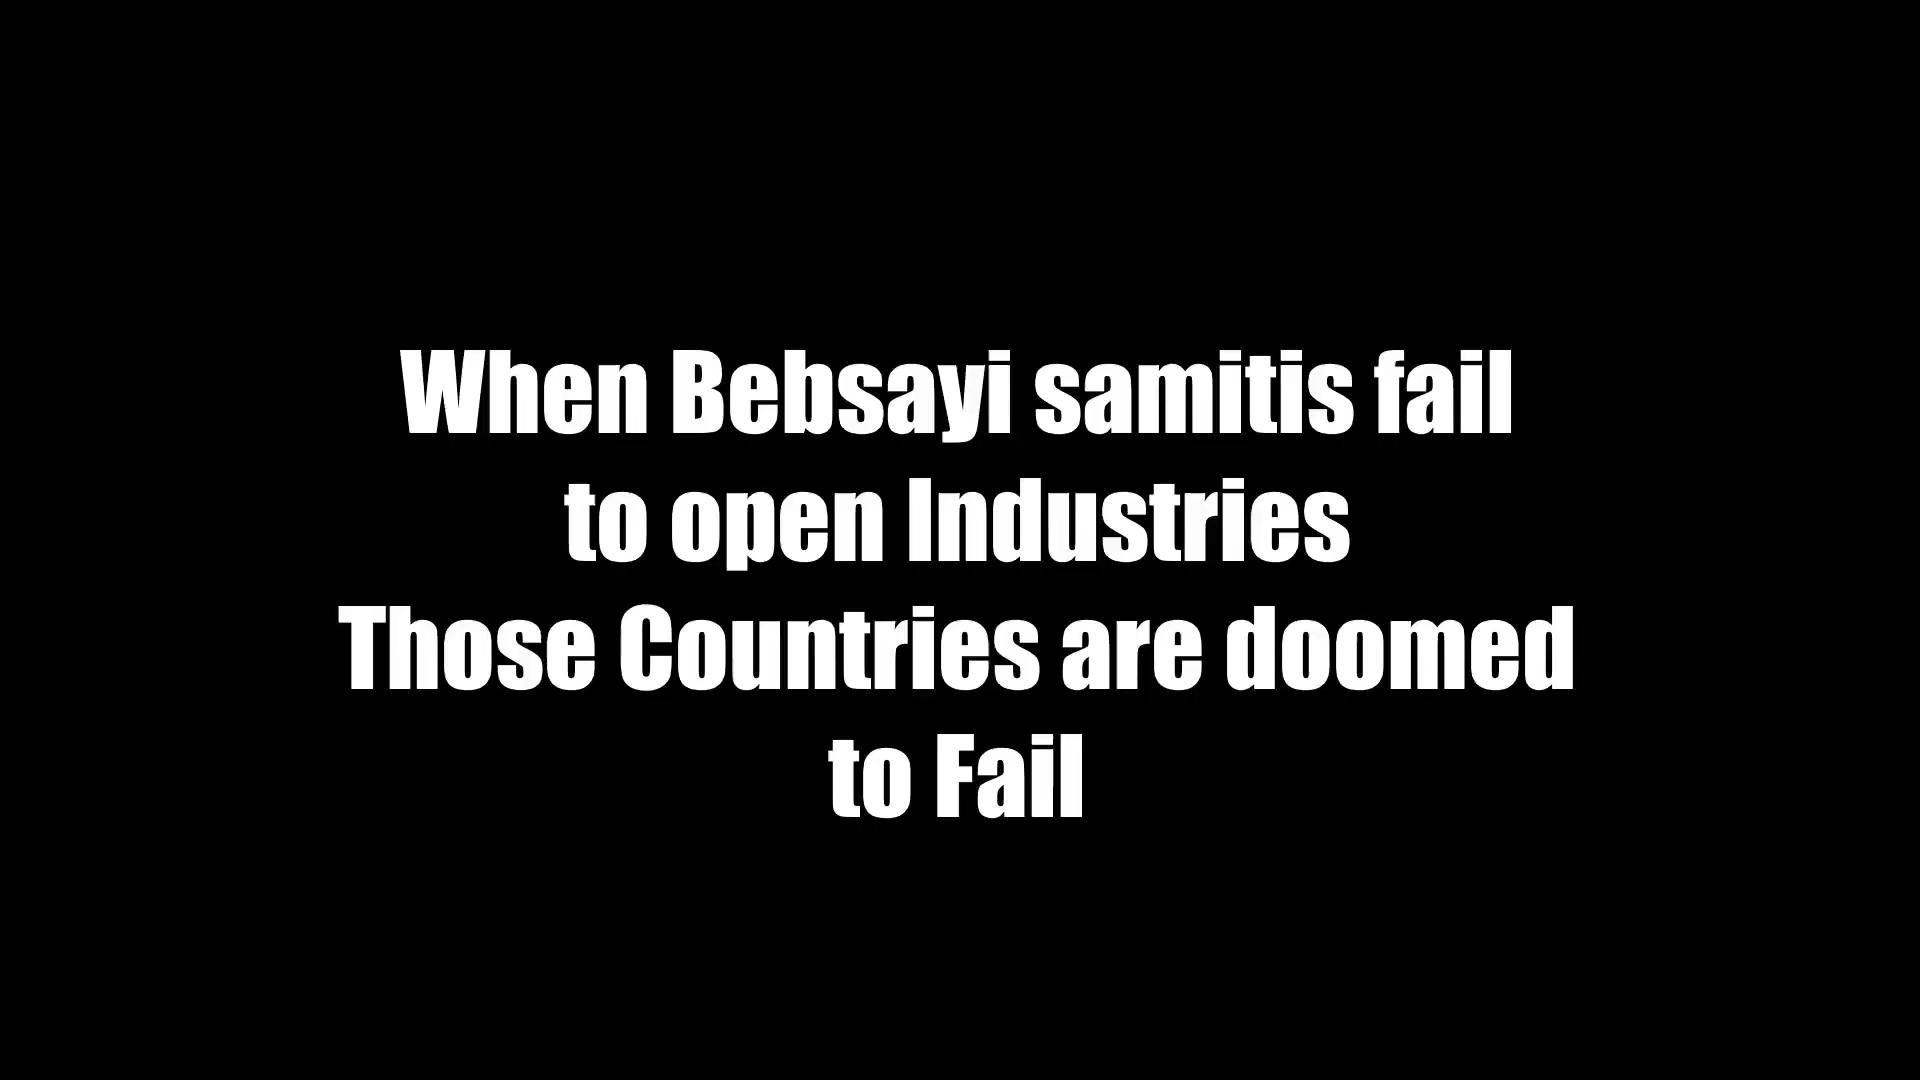 When Bebsayi samitis fail
to open Industries
Those Countries are doomed
to Fail